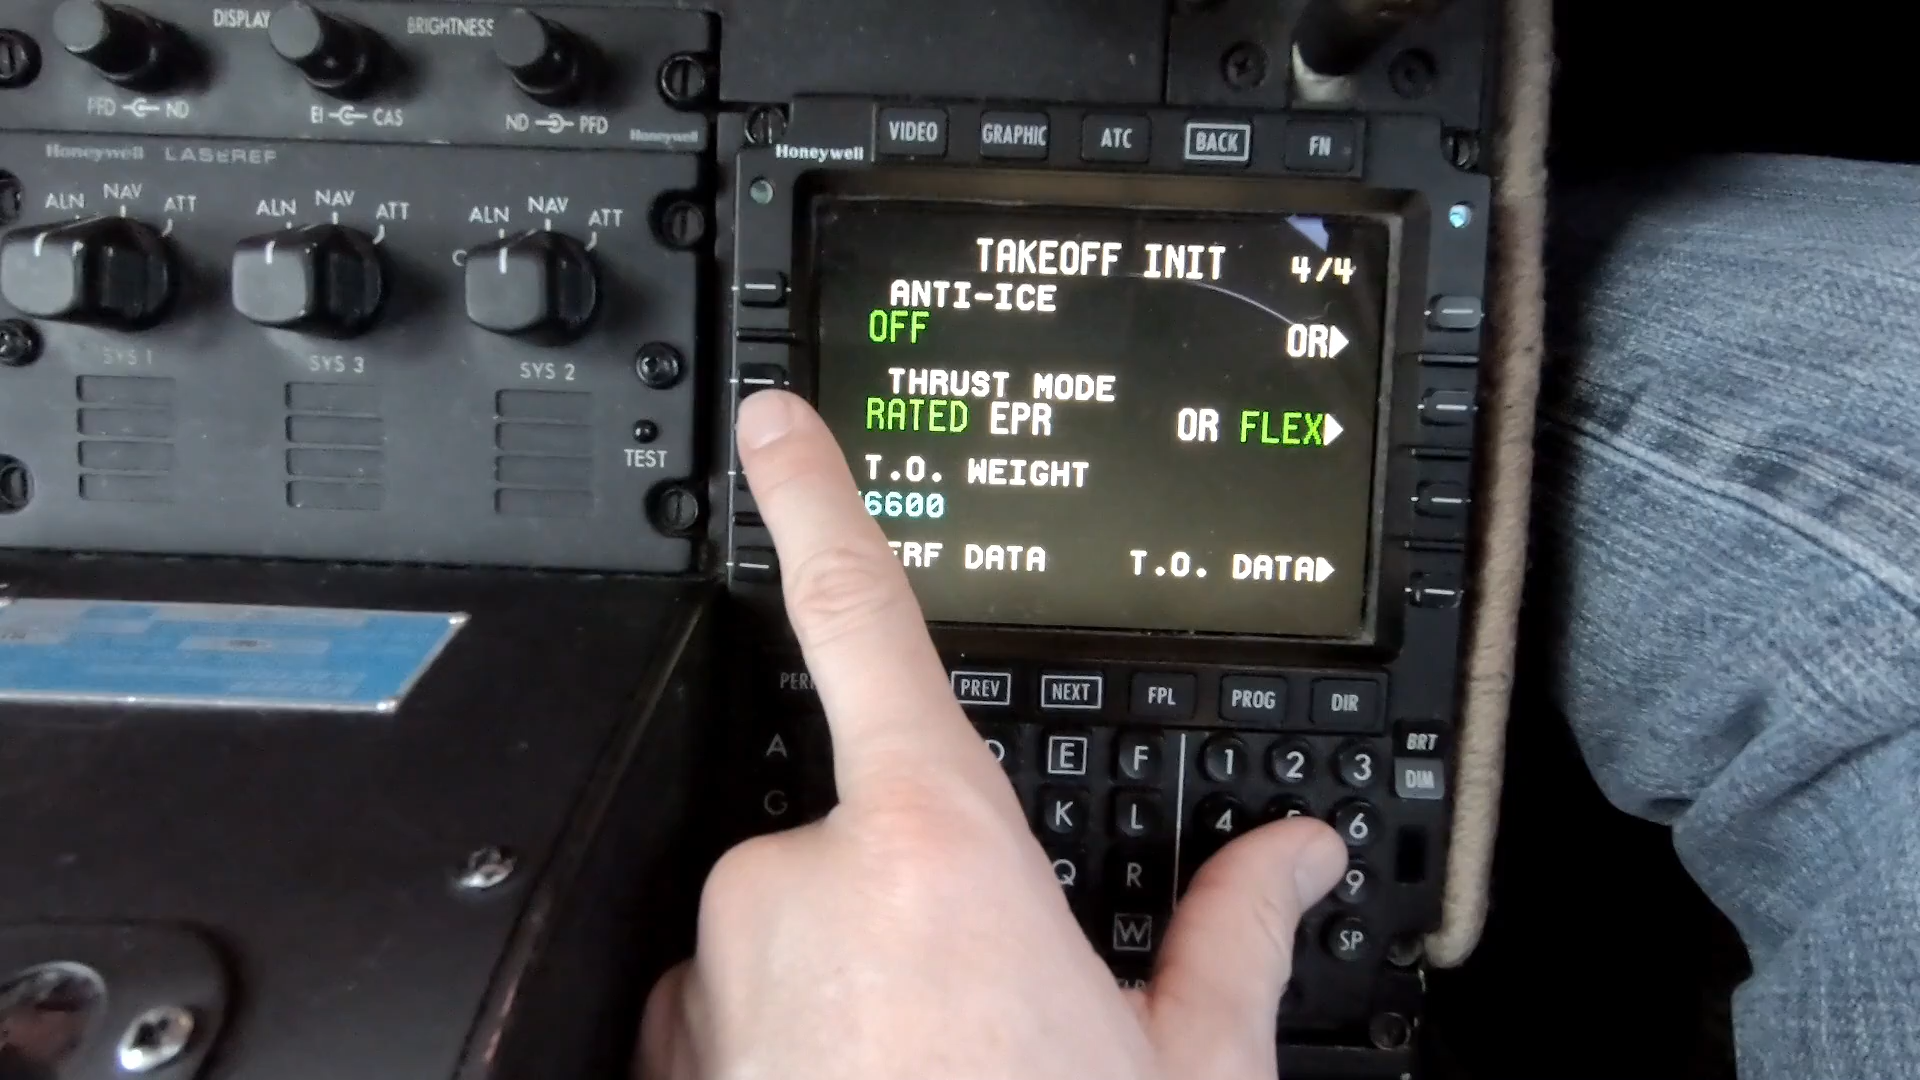 DISPLAY BRIGHTNESS
PFD ND
EI CAS
ND PFD
Honeywell
Honeywell LASEREF
ALN NAV ATT
ALN NAV ATT
ALN NAV ATT
SYS 1
SYS 3
SYS 2
TEST
VIDEO
GRAPHIC
ATC
BACK
FN
Honeywell
TAKEOFF INIT 4/4
ANTI-ICE
OFF OR
THRUST MODE
RATED EPR OR FLEX
T.O. WEIGHT
6600
DATA T.O. DATA
PREV
NEXT
FPL
PROG
DIR
BRT
DIM
A E F 1 2 3
G K L 4 5 6
Q R 9
W SP